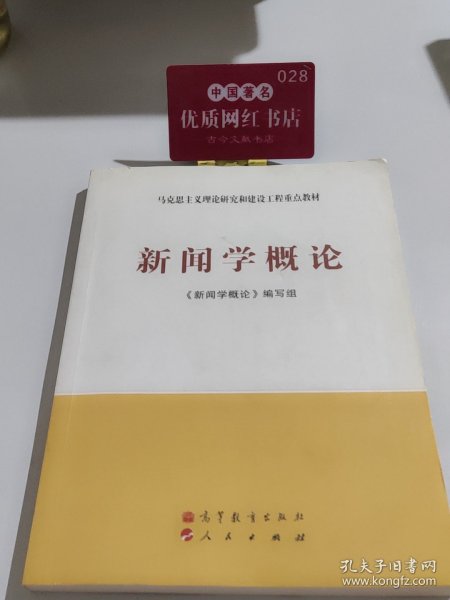 028
中国著名
优质网红书店
古今文献书店
马克思主义理论研究和建设工程重点教材
新闻学概论
《新闻学概论》编写组
高等教育出版社
人民出版社
孔夫子旧书网
www.kongfz.com